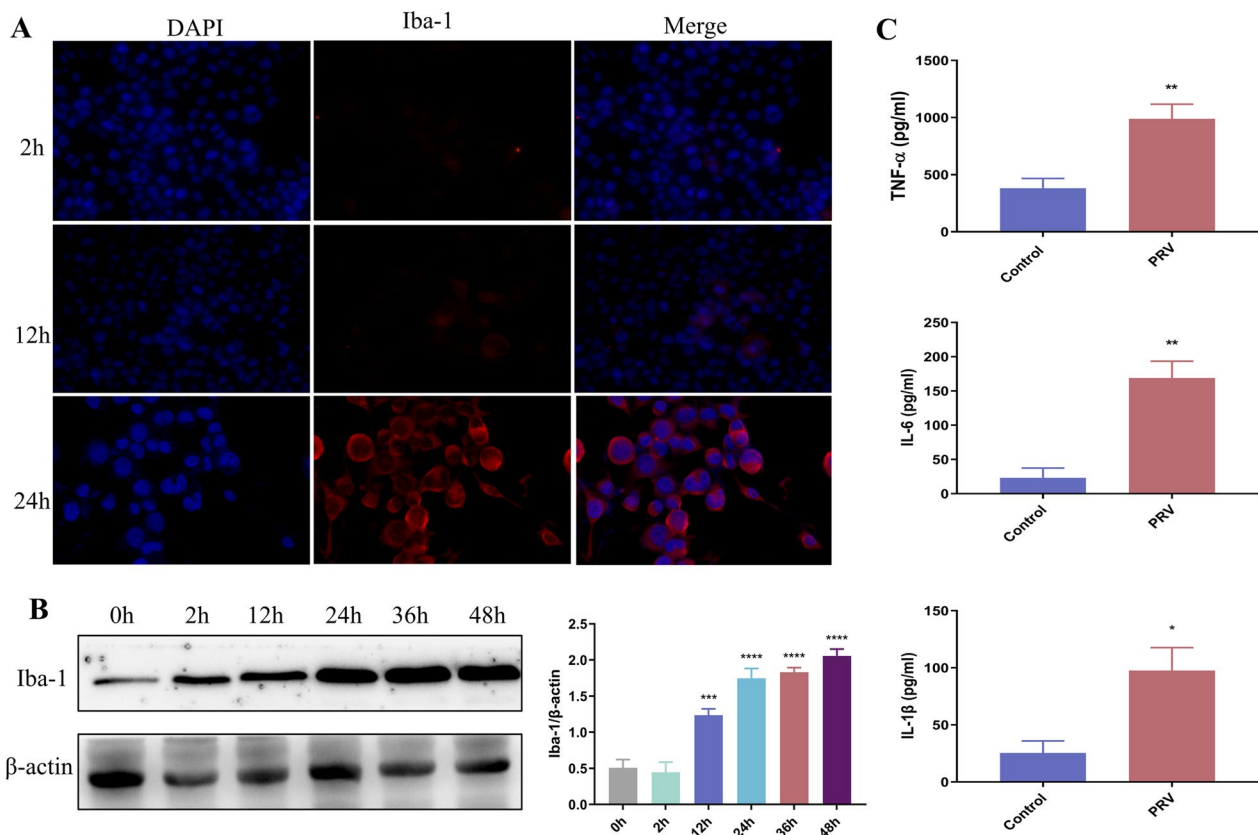 A
DAPI Iba-1 Merge
2h
12h
24h
B
0h 2h 12h 24h 36h 48h
Iba-1
β-actin
Iba-1/β-actin
2.5
2.0
1.5
1.0
0.5
0.0
*** **** **** ****
0h 2h 12h 24h 36h 48h
C
TNF-α (pg/ml)
1500
1000
500
0
**
Control PRV
IL-6 (pg/ml)
250
200
150
100
50
0
**
Control PRV
IL-1β (pg/ml)
150
100
50
0
*
Control PRV